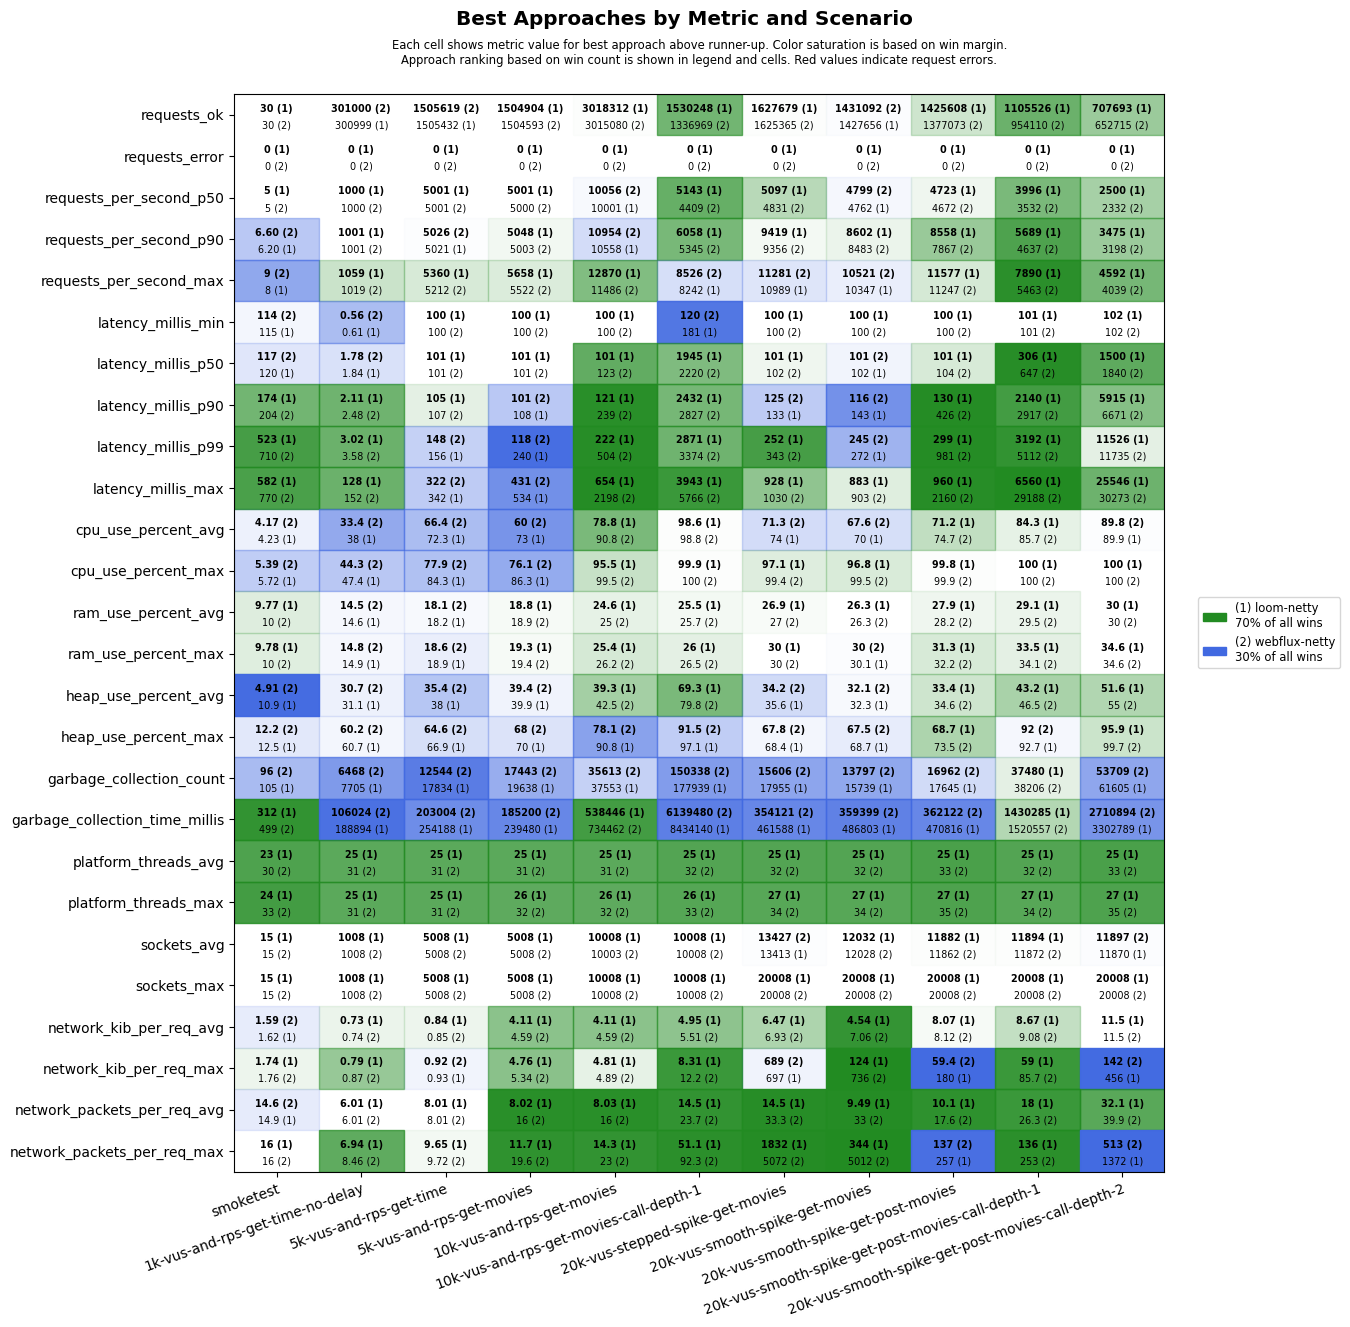 Best Approaches by Metric and Scenario
Each cell shows metric value for best approach above runner-up. Color saturation is based on win margin.
Approach ranking based on win count is shown in legend and cells. Red values indicate request errors.
requests_ok
30 (1) 301000 (2) 1505619 (2) 1504904 (1) 3018312 (1) 1530248 (1) 1627679 (1) 1431092 (2) 1425608 (1) 1105526 (1) 707693 (1)
30 (2) 300999 (1) 1505432 (1) 1504593 (2) 3015080 (2) 1336969 (2) 1625365 (2) 1427656 (1) 1377073 (2) 954110 (2) 652715 (2)
requests_error
0 (1) 0 (1) 0 (1) 0 (1) 0 (1) 0 (1) 0 (1) 0 (1) 0 (1) 0 (1) 0 (1)
0 (2) 0 (2) 0 (2) 0 (2) 0 (2) 0 (2) 0 (2) 0 (2) 0 (2) 0 (2) 0 (2)
requests_per_second_p50
5 (1) 1000 (1) 5001 (1) 5001 (1) 10056 (2) 5143 (1) 5097 (1) 4799 (2) 4723 (1) 3996 (1) 2500 (1)
5 (2) 1000 (2) 5001 (2) 5000 (2) 10001 (1) 4409 (2) 4831 (2) 4762 (1) 4672 (2) 3532 (2) 2332 (2)
requests_per_second_p90
6.60 (2) 1001 (1) 5026 (2) 5048 (1) 10954 (2) 6058 (1) 9419 (1) 8602 (1) 8558 (1) 5689 (1) 3475 (1)
6.20 (1) 1001 (2) 5021 (1) 5003 (2) 10558 (1) 5345 (2) 9356 (2) 8483 (2) 7867 (2) 4637 (2) 3198 (2)
requests_per_second_max
9 (2) 1059 (1) 5360 (1) 5658 (1) 12870 (1) 8526 (2) 11281 (2) 10521 (2) 11577 (1) 7890 (1) 4592 (1)
8 (1) 1019 (2) 5212 (2) 5522 (2) 11486 (2) 8242 (1) 10989 (1) 10347 (1) 11247 (2) 5463 (2) 4039 (2)
latency_millis_min
114 (2) 0.56 (2) 100 (1) 100 (1) 100 (1) 120 (2) 100 (1) 100 (1) 100 (1) 101 (1) 102 (1)
115 (1) 0.61 (1) 100 (2) 100 (2) 100 (2) 181 (1) 100 (2) 100 (2) 100 (2) 101 (2) 102 (2)
latency_millis_p50
117 (2) 1.78 (2) 101 (1) 101 (1) 101 (1) 1945 (1) 101 (1) 101 (2) 101 (1) 306 (1) 1500 (1)
120 (1) 1.84 (1) 101 (2) 101 (2) 123 (2) 2220 (2) 102 (2) 102 (1) 104 (2) 647 (2) 1840 (2)
latency_millis_p90
174 (1) 2.11 (1) 105 (1) 101 (2) 121 (1) 2432 (1) 125 (2) 116 (2) 130 (1) 2140 (1) 5915 (1)
204 (2) 2.48 (2) 107 (2) 108 (1) 239 (2) 2827 (2) 133 (1) 143 (1) 426 (2) 2917 (2) 6671 (2)
latency_millis_p99
523 (1) 3.02 (1) 148 (2) 118 (2) 222 (1) 2871 (1) 252 (1) 245 (2) 299 (1) 3192 (1) 11526 (1)
710 (2) 3.58 (2) 156 (1) 240 (1) 504 (2) 3374 (2) 343 (2) 272 (1) 981 (2) 5112 (2) 11735 (2)
latency_millis_max
582 (1) 128 (1) 322 (2) 431 (2) 654 (1) 3943 (1) 928 (1) 883 (1) 960 (1) 6560 (1) 25546 (1)
770 (2) 152 (2) 342 (1) 534 (1) 2198 (2) 5766 (2) 1030 (2) 903 (2) 2160 (2) 29188 (2) 30273 (2)
cpu_use_percent_avg
4.17 (2) 33.4 (2) 66.4 (2) 60 (2) 78.8 (1) 98.6 (1) 71.3 (2) 67.6 (2) 71.2 (1) 84.3 (1) 89.8 (2)
4.23 (1) 38 (1) 72.3 (1) 73 (1) 90.8 (2) 98.8 (2) 74 (1) 70 (1) 74.7 (2) 85.7 (2) 89.9 (1)
cpu_use_percent_max
5.39 (2) 44.3 (2) 77.9 (2) 76.1 (2) 95.5 (1) 99.9 (1) 97.1 (1) 96.8 (1) 99.8 (1) 100 (1) 100 (1)
5.72 (1) 47.4 (1) 84.3 (1) 86.3 (1) 99.5 (2) 100 (2) 99.4 (2) 99.5 (2) 99.9 (2) 100 (2) 100 (2)
ram_use_percent_avg
9.77 (1) 14.5 (2) 18.1 (2) 18.8 (1) 24.6 (1) 25.5 (1) 26.9 (1) 26.3 (1) 27.9 (1) 29.1 (1) 30 (1)
10 (2) 14.6 (1) 18.2 (1) 18.9 (2) 25 (2) 25.7 (2) 27 (2) 26.3 (2) 28.2 (2) 29.5 (2) 30 (2)
ram_use_percent_max
9.78 (1) 14.8 (2) 18.6 (2) 19.3 (1) 25.4 (1) 26 (1) 30 (1) 30 (2) 31.3 (1) 33.5 (1) 34.6 (1)
10 (2) 14.9 (1) 18.9 (1) 19.4 (2) 26.2 (2) 26.5 (2) 30 (2) 30.1 (1) 32.2 (2) 34.1 (2) 34.6 (2)
heap_use_percent_avg
4.91 (2) 30.7 (2) 35.4 (2) 39.4 (2) 39.3 (1) 69.3 (1) 34.2 (2) 32.1 (2) 33.4 (1) 43.2 (1) 51.6 (1)
10.9 (1) 31.1 (1) 38 (1) 39.9 (1) 42.5 (2) 79.8 (2) 35.6 (1) 32.3 (1) 34.6 (2) 46.5 (2) 55 (2)
heap_use_percent_max
12.2 (2) 60.2 (2) 64.6 (2) 68 (2) 78.1 (2) 91.5 (2) 67.8 (2) 67.5 (2) 68.7 (1) 92 (2) 95.9 (1)
12.5 (1) 60.7 (1) 66.9 (1) 70 (1) 90.8 (1) 97.1 (1) 68.4 (1) 68.7 (1) 73.5 (2) 92.7 (1) 99.7 (2)
garbage_collection_count
96 (2) 6468 (2) 12544 (2) 17443 (2) 35613 (2) 150338 (2) 15606 (2) 13797 (2) 16962 (2) 37480 (1) 53709 (2)
105 (1) 7705 (1) 17834 (1) 19638 (1) 37553 (1) 177939 (1) 17955 (1) 15739 (1) 17645 (1) 38206 (2) 61605 (1)
garbage_collection_time_millis
312 (1) 106024 (2) 203004 (2) 185200 (2) 538446 (1) 6139480 (2) 354121 (2) 359399 (2) 362122 (2) 1430285 (1) 2710894 (2)
499 (2) 188894 (1) 254188 (1) 239480 (1) 734462 (2) 8434140 (1) 461588 (1) 486803 (1) 470816 (1) 1520557 (2) 3302789 (1)
platform_threads_avg
23 (1) 25 (1) 25 (1) 25 (1) 25 (1) 25 (1) 25 (1) 25 (1) 25 (1) 25 (1) 25 (1)
30 (2) 31 (2) 31 (2) 31 (2) 31 (2) 32 (2) 32 (2) 32 (2) 33 (2) 32 (2) 33 (2)
platform_threads_max
24 (1) 25 (1) 25 (1) 26 (1) 26 (1) 26 (1) 27 (1) 27 (1) 27 (1) 27 (1) 27 (1)
33 (2) 31 (2) 31 (2) 32 (2) 32 (2) 33 (2) 34 (2) 34 (2) 35 (2) 34 (2) 35 (2)
sockets_avg
15 (1) 1008 (1) 5008 (1) 5008 (1) 10008 (1) 10008 (1) 13427 (2) 12032 (1) 11882 (1) 11894 (1) 11897 (2)
15 (2) 1008 (2) 5008 (2) 5008 (2) 10003 (2) 10008 (2) 13413 (1) 12028 (2) 11862 (2) 11872 (2) 11870 (1)
sockets_max
15 (1) 1008 (1) 5008 (1) 5008 (1) 10008 (1) 10008 (1) 20008 (1) 20008 (1) 20008 (1) 20008 (1) 20008 (1)
15 (2) 1008 (2) 5008 (2) 5008 (2) 10008 (2) 10008 (2) 20008 (2) 20008 (2) 20008 (2) 20008 (2) 20008 (2)
network_kib_per_req_avg
1.59 (2) 0.73 (1) 0.84 (1) 4.11 (1) 4.11 (1) 4.95 (1) 6.47 (1) 4.54 (1) 8.07 (1) 8.67 (1) 11.5 (1)
1.62 (1) 0.74 (2) 0.85 (2) 4.59 (2) 4.59 (2) 5.51 (2) 6.93 (2) 7.06 (2) 8.12 (2) 9.08 (2) 11.5 (2)
network_kib_per_req_max
1.74 (1) 0.79 (1) 0.92 (2) 4.76 (1) 4.81 (1) 8.31 (1) 689 (2) 124 (1) 59.4 (2) 59 (1) 142 (2)
1.76 (2) 0.87 (2) 0.93 (1) 5.34 (2) 4.89 (2) 12.2 (2) 697 (1) 736 (2) 180 (1) 85.7 (2) 456 (1)
network_packets_per_req_avg
14.6 (2) 6.01 (1) 8.01 (1) 8.02 (1) 8.03 (1) 14.5 (1) 14.5 (1) 9.49 (1) 10.1 (1) 18 (1) 32.1 (1)
14.9 (1) 6.01 (2) 8.01 (2) 16 (2) 16 (2) 23.7 (2) 33.3 (2) 33 (2) 17.6 (2) 26.3 (2) 39.9 (2)
network_packets_per_req_max
16 (1) 6.94 (1) 9.65 (1) 11.7 (1) 14.3 (1) 51.1 (1) 1832 (1) 344 (1) 137 (2) 136 (1) 513 (2)
16 (2) 8.46 (2) 9.72 (2) 19.6 (2) 23 (2) 92.3 (2) 5072 (2) 5012 (2) 257 (1) 253 (2) 1372 (1)
smoketest
1k-vus-and-rps-get-time-no-delay
5k-vus-and-rps-get-time
5k-vus-and-rps-get-movies
10k-vus-and-rps-get-movies
10k-vus-and-rps-get-movies-call-depth-1
20k-vus-stepped-spike-get-movies
20k-vus-smooth-spike-get-movies
20k-vus-smooth-spike-get-post-movies
20k-vus-smooth-spike-get-post-movies-call-depth-1
20k-vus-smooth-spike-get-post-movies-call-depth-2
(1) loom-netty
70% of all wins
(2) webflux-netty
30% of all wins